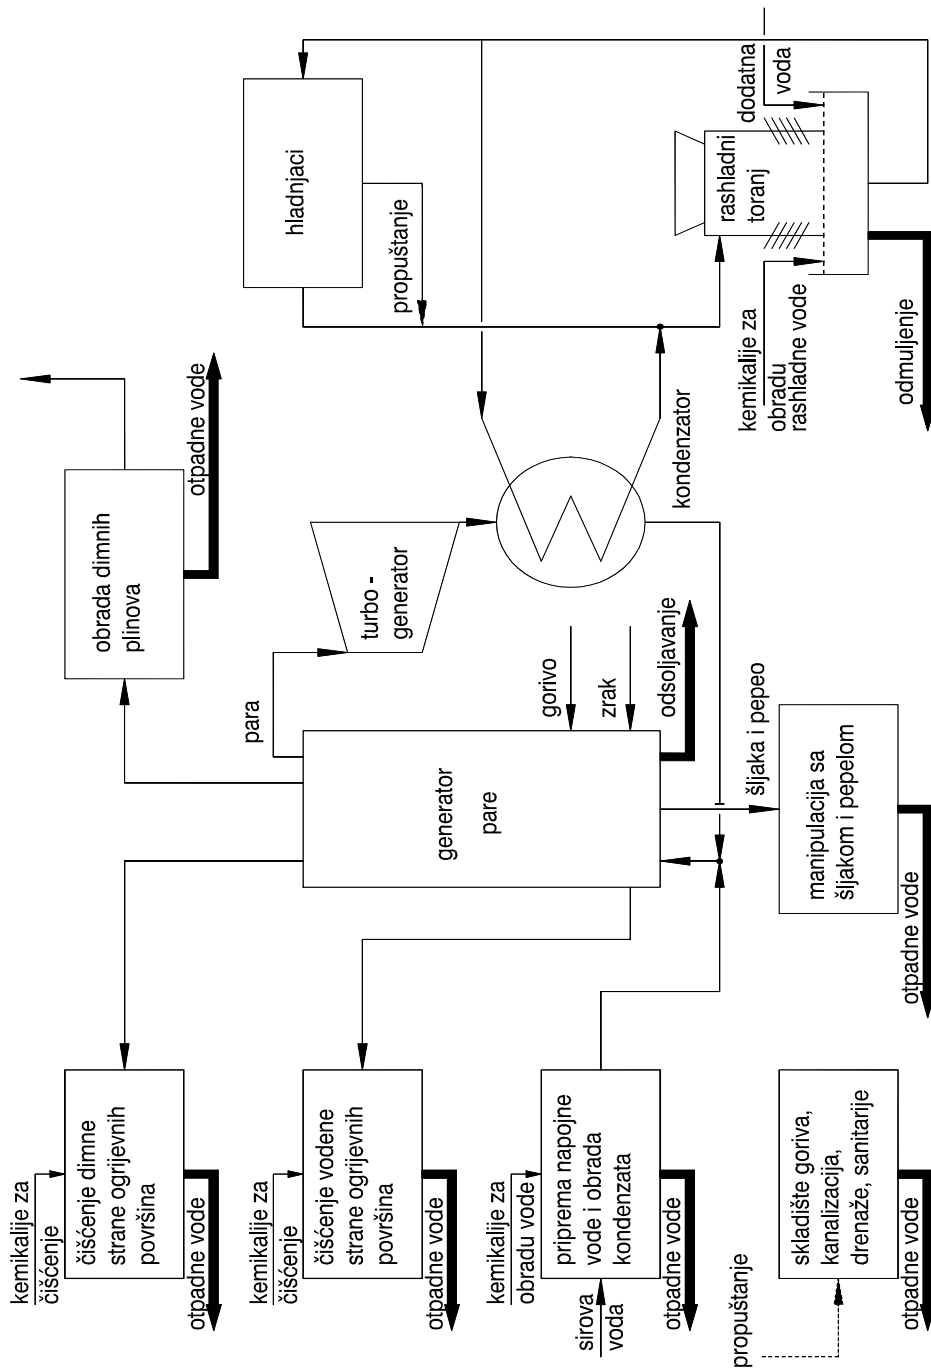 kemikalije za
čišćenje
čišćenje dimne
strane ogrijevnih
površina
otpadne vode
obrada dimnih
plinova
otpadne vode
kemikalije za
čišćenje
čišćenje vodene
strane ogrijevnih
površina
otpadne vode
para
generator
pare
turbo -
generator
hladnjaci
propuštanje
kemikalije za
obradu vode
sirova
voda
priprema napojne
vode i obrada
kondenzata
otpadne vode
gorivo
zrak
odsoljavanje
kondenzator
dodatna
voda
rashladni
toranj
kemikalije za
obradu
rashladne vode
odmuljenje
propuštanje
skladište goriva,
kanalizacija,
drenaže, sanitarije
otpadne vode
šljaka i pepeo
manipulacija sa
šljakom i pepelom
otpadne vode